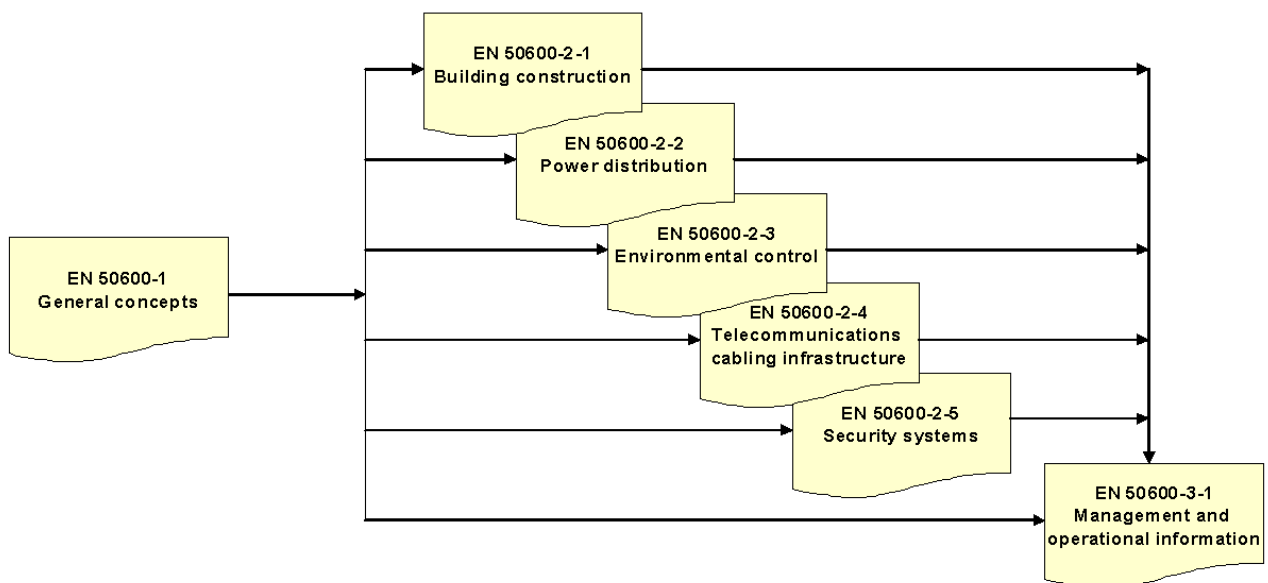 EN 50600-2-1
Building construction
EN 50600-2-2
Power distribution
EN 50600-2-3
Environmental control
EN 50600-1
General concepts
EN 50600-2-4
Telecommunications
cabling infrastructure
EN 50600-2-5
Security systems
EN 50600-3-1
Management and
operational information